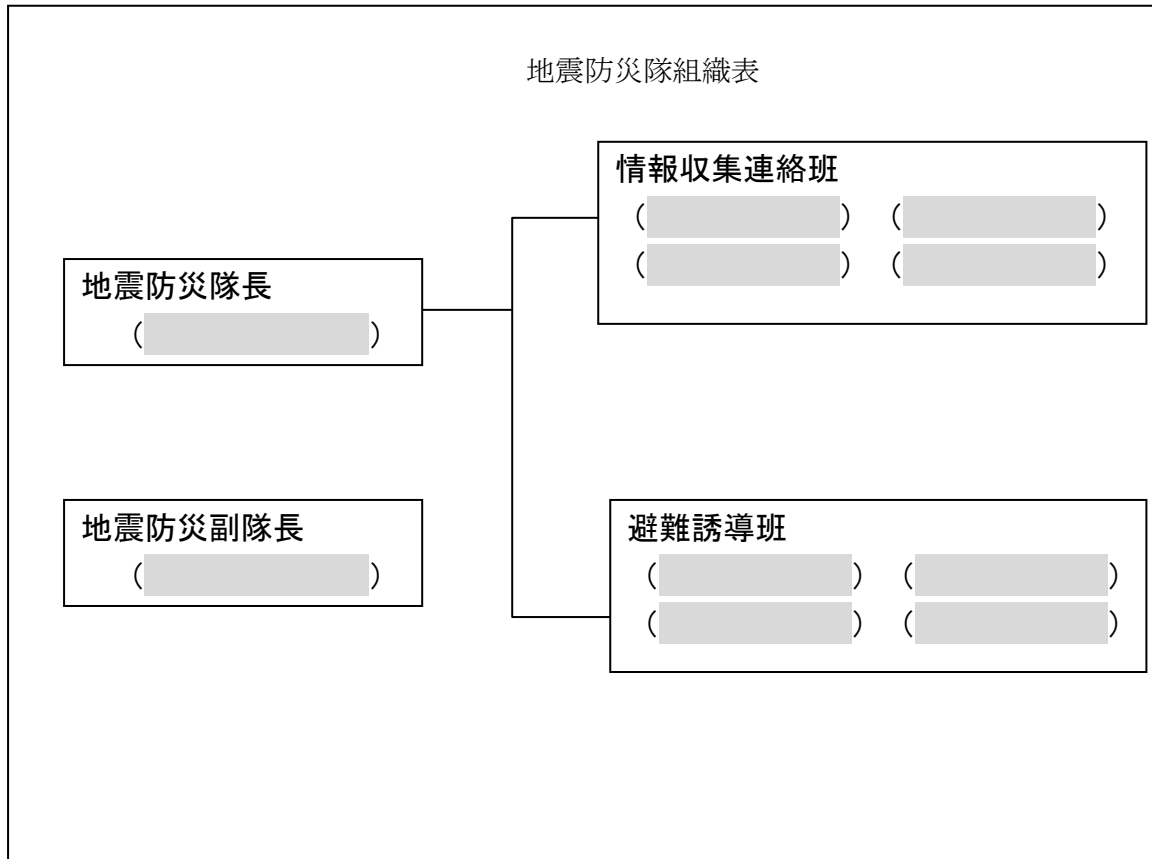 地震防災隊組織表
情報収集連絡班
（　　　　　　）　（　　　　　　）
（　　　　　　）　（　　　　　　）
地震防災隊長
（　　　　　　　）
地震防災副隊長
（　　　　　　　）
避難誘導班
（　　　　　　）　（　　　　　　）
（　　　　　　）　（　　　　　　）